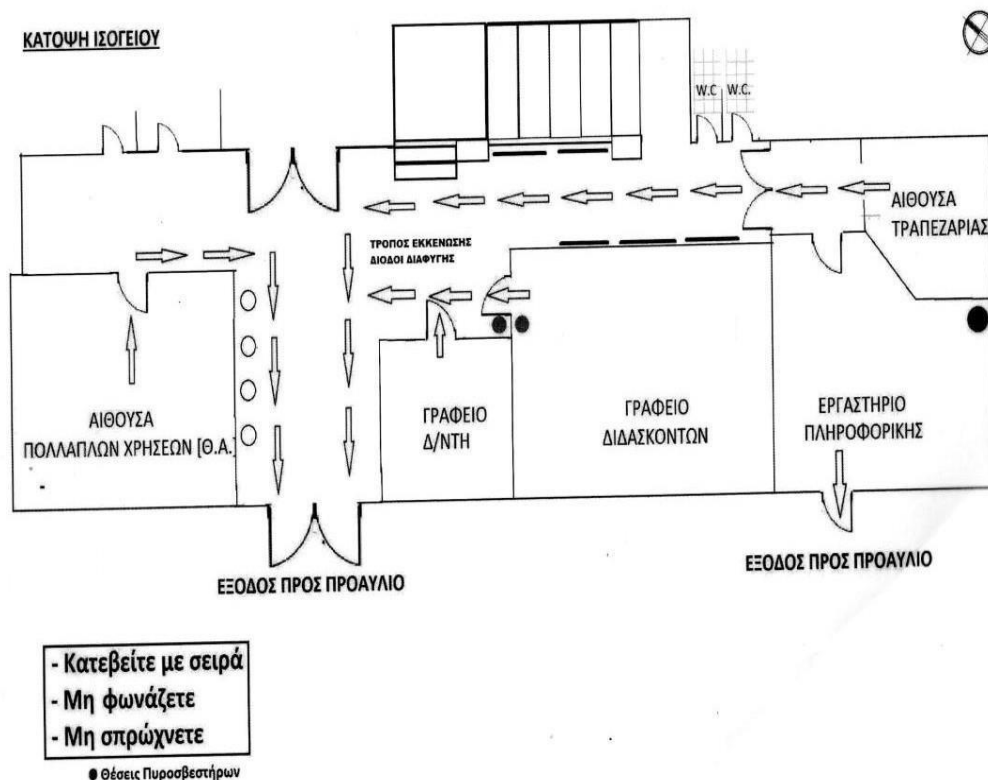 ΚΑΤΟΨΗ ΙΣΟΓΕΙΟΥ
W.C
W.C.
ΑΙΘΟΥΣΑ
ΤΡΑΠΕΖΑΡΙΑΣ
ΤΡΟΠΟΣ ΕΚΚΕΝΩΣΗΣ
ΔΙΟΔΟΙ ΔΙΑΦΥΓΗΣ
ΑΙΘΟΥΣΑ
ΠΟΛΛΑΠΛΩΝ ΧΡΗΣΕΩΝ [Θ.Α.
ΓΡΑΦΕΙΟ
Δ/ΝΤΗ
ΓΡΑΦΕΙΟ
ΔΙΔΑΣΚΟΝΤΩΝ
ΕΡΓΑΣΤΗΡΙΟ
ΠΛΗΡΟΦΟΡΙΚΗΣ
ΕΞΟΔΟΣ ΠΡΟΣ ΠΡΟΑΥΛΙΟ
ΕΞΟΔΟΣ ΠΡΟΣ ΠΡΟΑΥΛΙΟ
- Κατεβείτε με σειρά
- Μη φωνάζετε
- Μη σπρώχνετε
● Θέσεις Πυροσβεστήρων